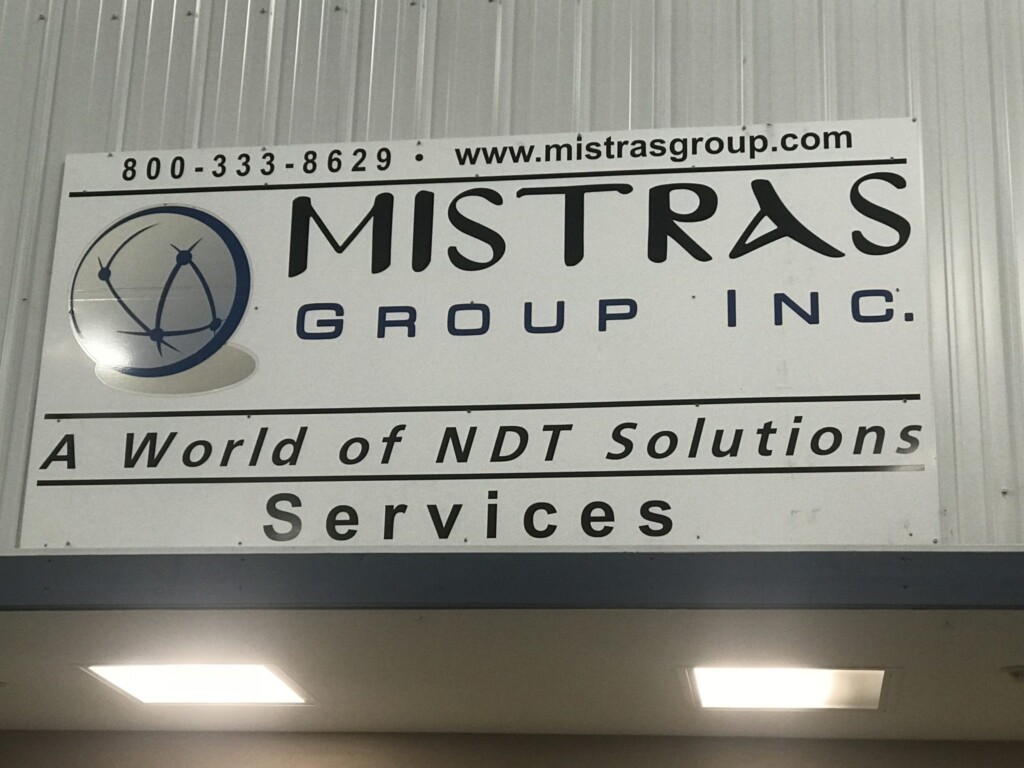 800-333-8629 • www.mistrasgroup.com
MISTRAS
GROUP INC.
A World of NDT Solutions
Services